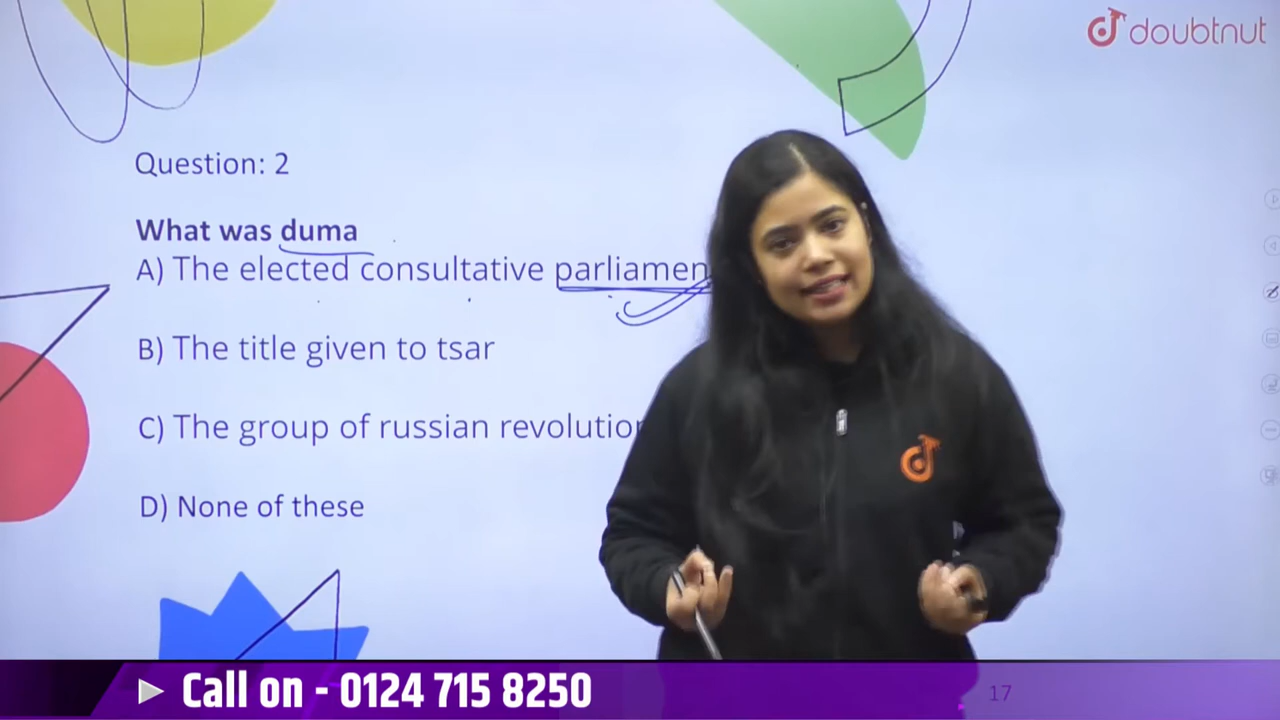 doubtnut
Question: 2
What was duma
A) The elected consultative parliamen
B) The title given to tsar
C) The group of russian revolution
D) None of these
Call on - 0124 715 8250
17